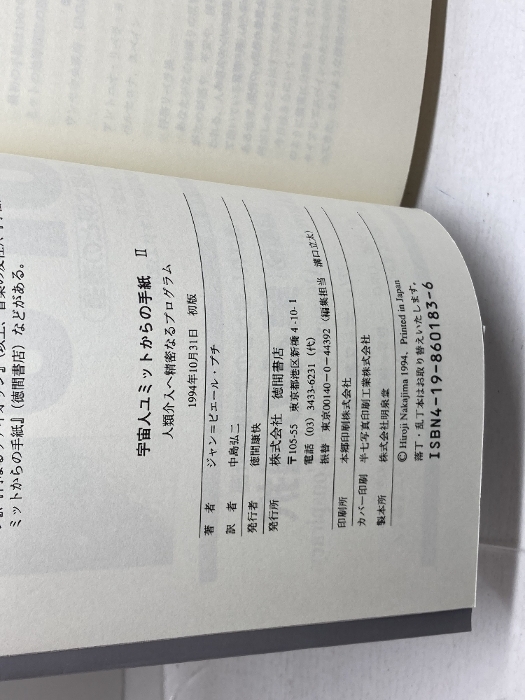 ミットからの手紙』(徳間書店)などがある。
宇宙人ユミットからの手紙 Ⅱ
人類介入へ精密なるプログラム
1994年10月31日 初版
著者 ジャン=ピエール・プチ
訳者 中島弘二
発行者 徳間康快
発行所 株式会社 徳間書店
〒105-55 東京都港区新橋4-10-1
電話 (03) 3433-6231 (代)
振替 東京00140-0-44392 (編集担当 溝口立太)
印刷所 本郷印刷株式会社
カバー印刷 半七写真印刷工業株式会社
製本所 株式会社明泉堂
© Hiroji Nakajima 1994, Printed in Japan
落丁・乱丁本はお取り替えいたします。
ISBN4-19-860183-6